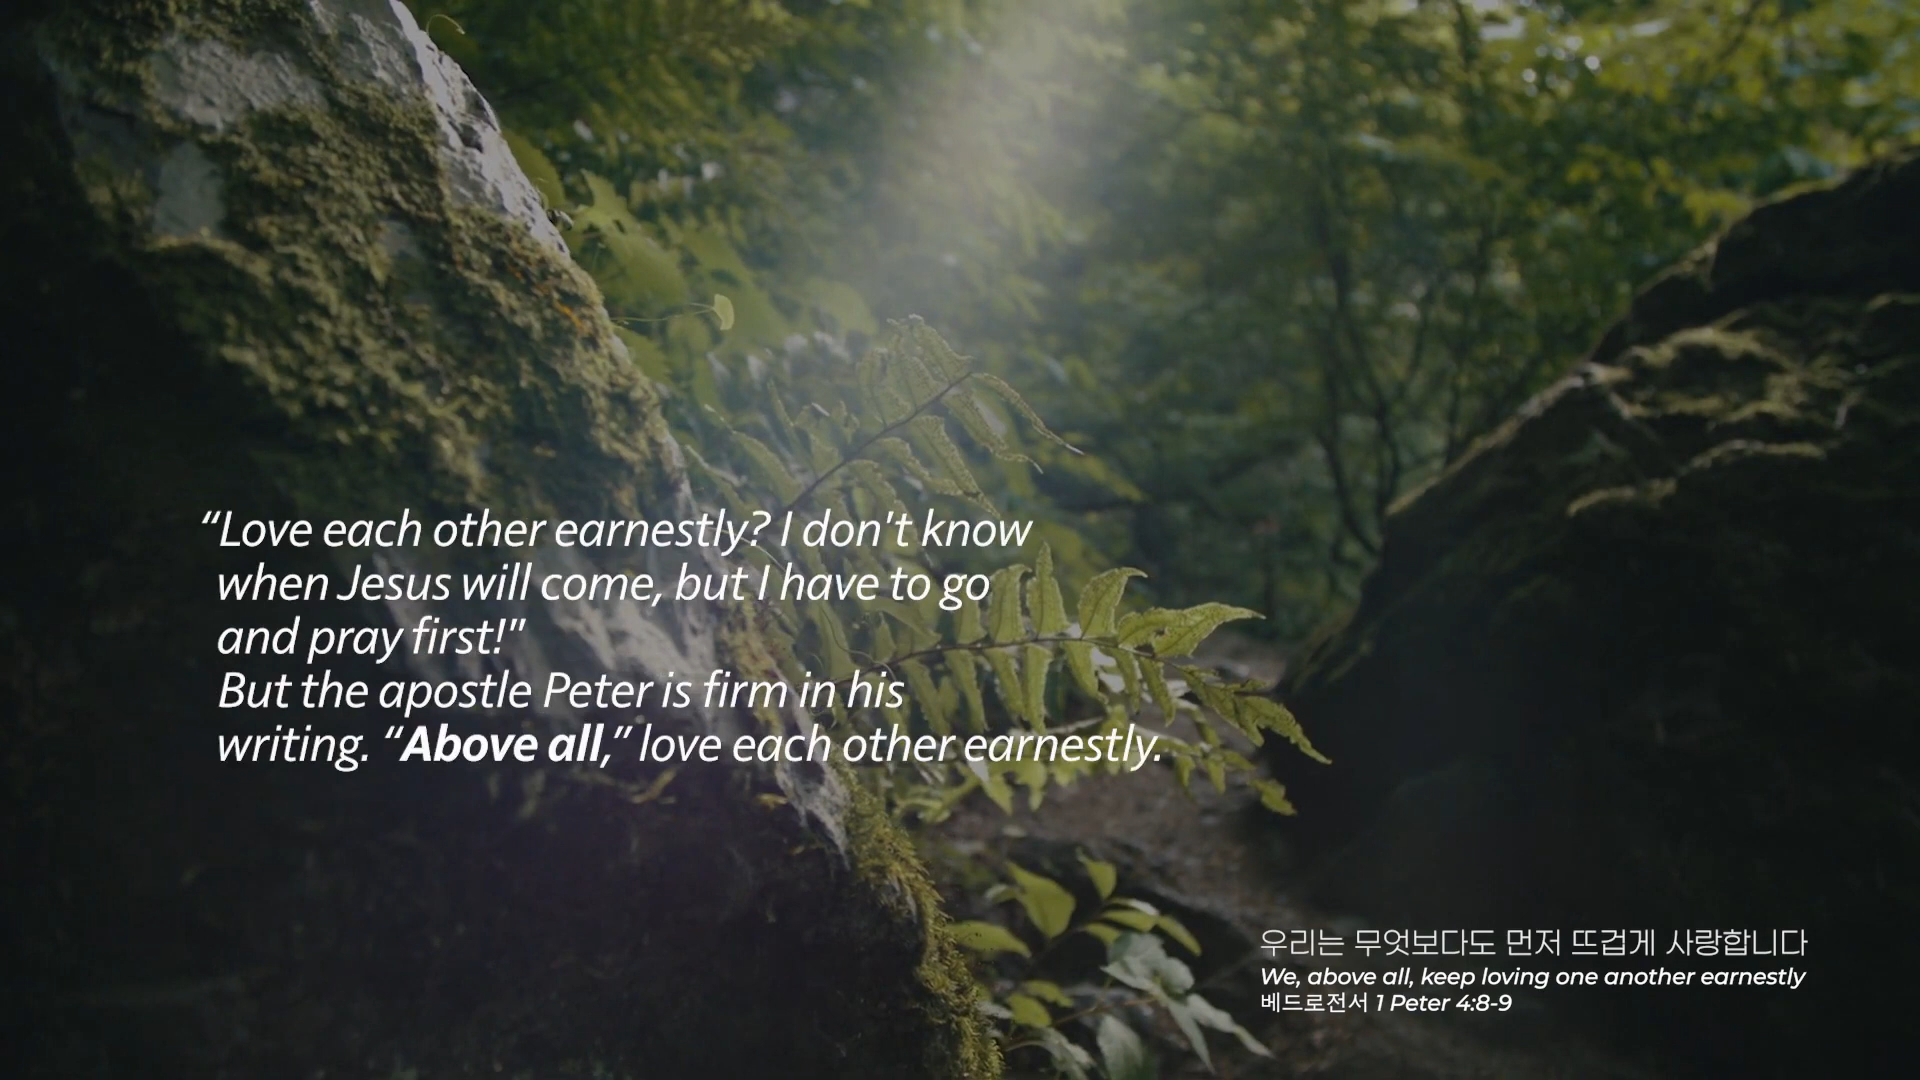 “Love each other earnestly? I don't know
when Jesus will come, but I have to go
and pray first!”
But the apostle Peter is firm in his
writing. “Above all,” love each other earnestly.
우리는 무엇보다도 먼저 뜨겁게 사랑합니다
We, above all, keep loving one another earnestly
베드로전서 1 Peter 4:8-9